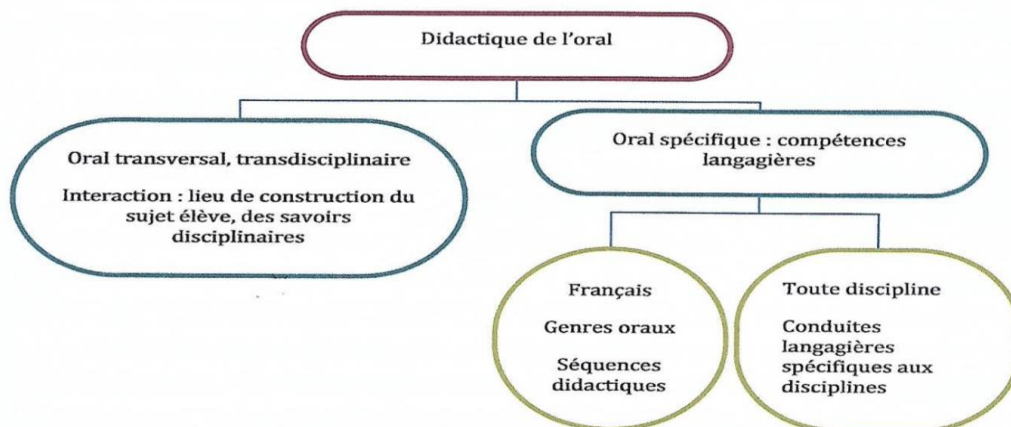 Didactique de l'oral
Oral transversal, transdisciplinaire
Interaction : lieu de construction du
sujet élève, des savoirs
disciplinaires
Oral spécifique : compétences
langagières
Français
Genres oraux
Séquences
didactiques
Toute discipline
Conduites
langagières
spécifiques aux
disciplines